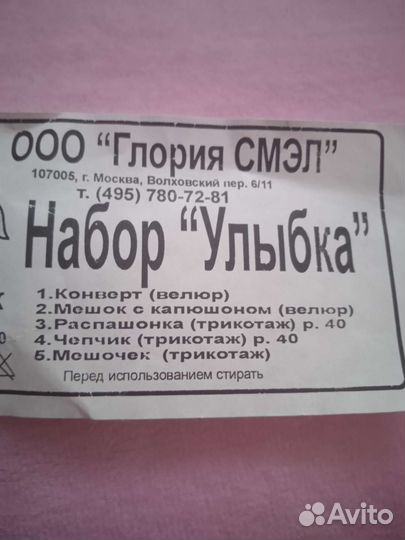 ООО “Глория СМЭЛ”
107005, г. Москва, Волховский пер. 6/11
т. (495) 780-72-81
Набор “Улыбка”
1.Конверт (велюр)
2.Мешок с капюшоном (велюр)
3.Распашонка (трикотаж) р. 40
4.Чепчик (трикотаж) р. 40
5.Мешочек (трикотаж)
Перед использованием стирать
Avito